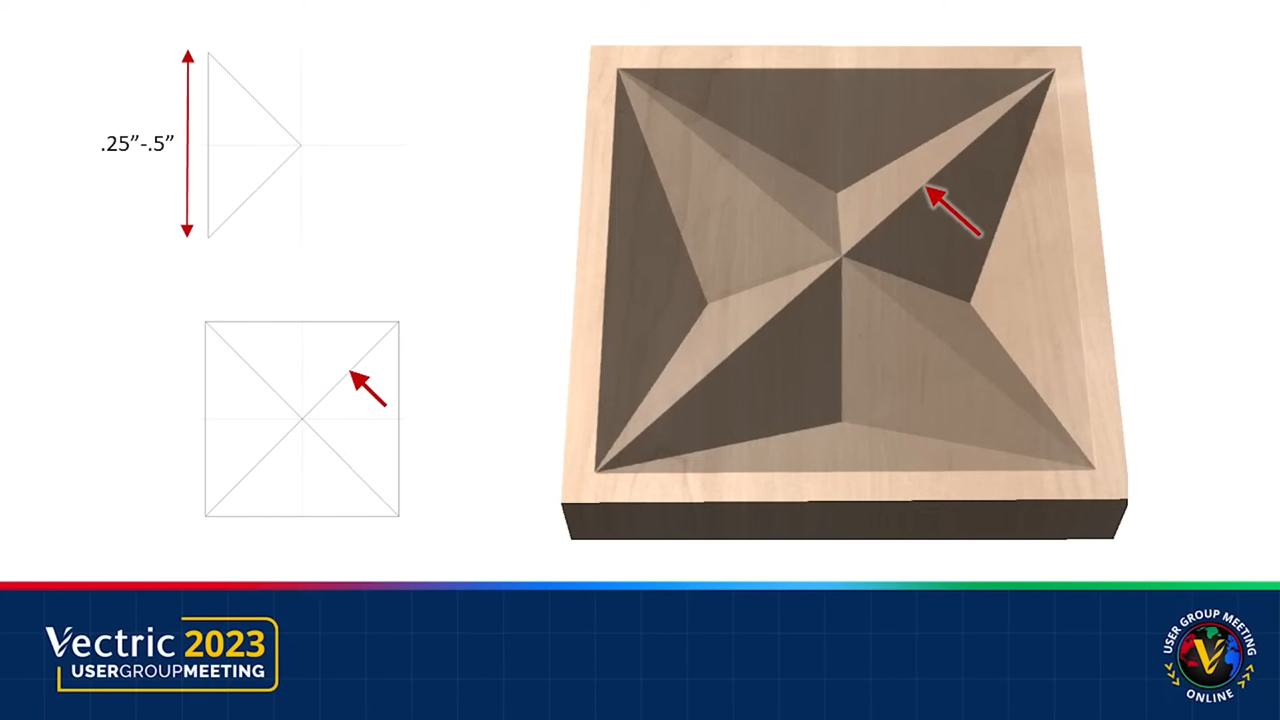 .25”-.5”
Vectric 2023
USERGROUPMEETING
USER GROUP MEETING
V
ONLINE